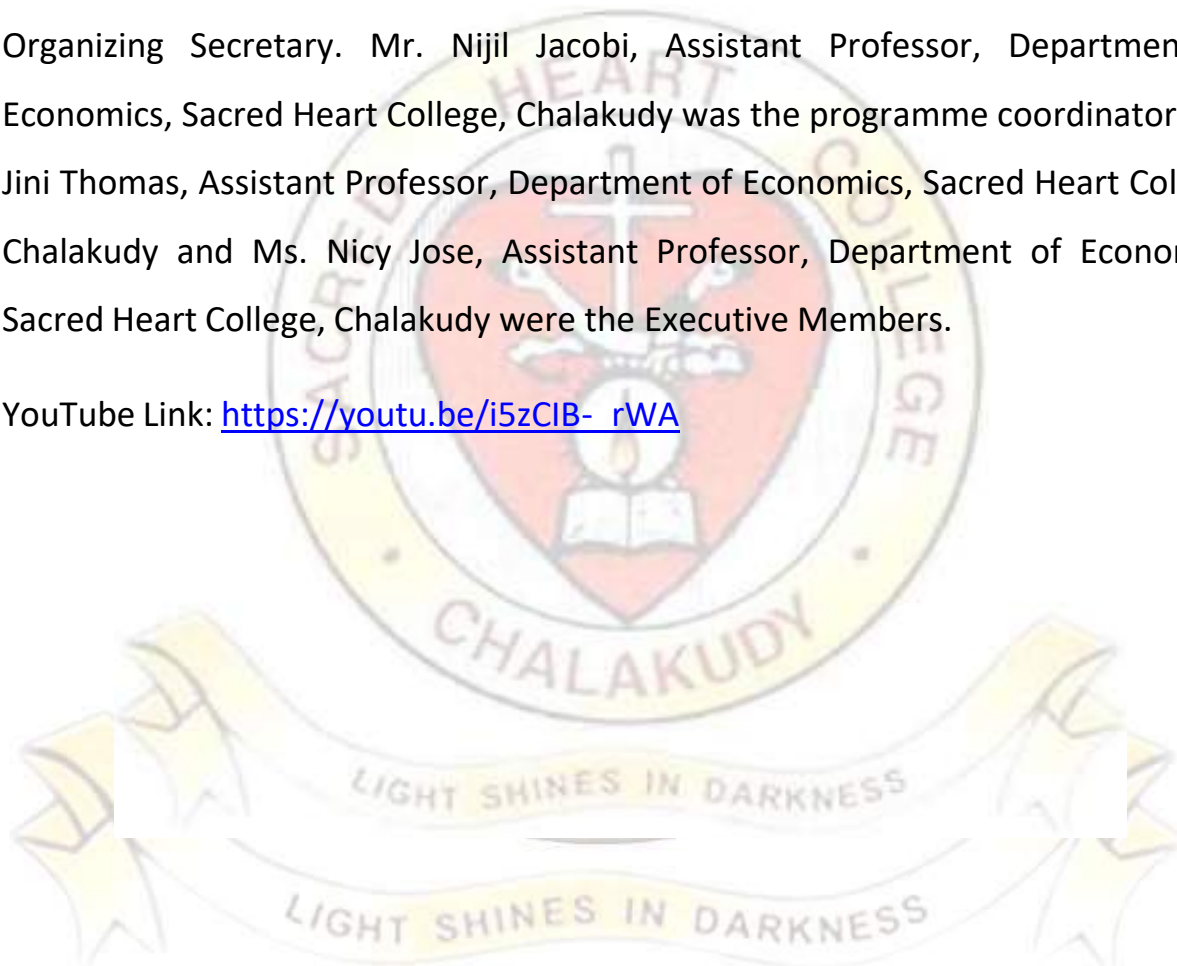 Organizing Secretary. Mr. Nijil Jacobi, Assistant Professor, Departmen
Economics, Sacred Heart College, Chalakudy was the programme coordinator
Jini Thomas, Assistant Professor, Department of Economics, Sacred Heart Col
Chalakudy and Ms. Nicy Jose, Assistant Professor, Department of Econo
Sacred Heart College, Chalakudy were the Executive Members.
YouTube Link: https://youtu.be/i5zCIB-_rWA
SACRED HEART COLLEGE
CHALAKUDY
LIGHT SHINES IN DARKNESS
LIGHT SHINES IN DARKNESS